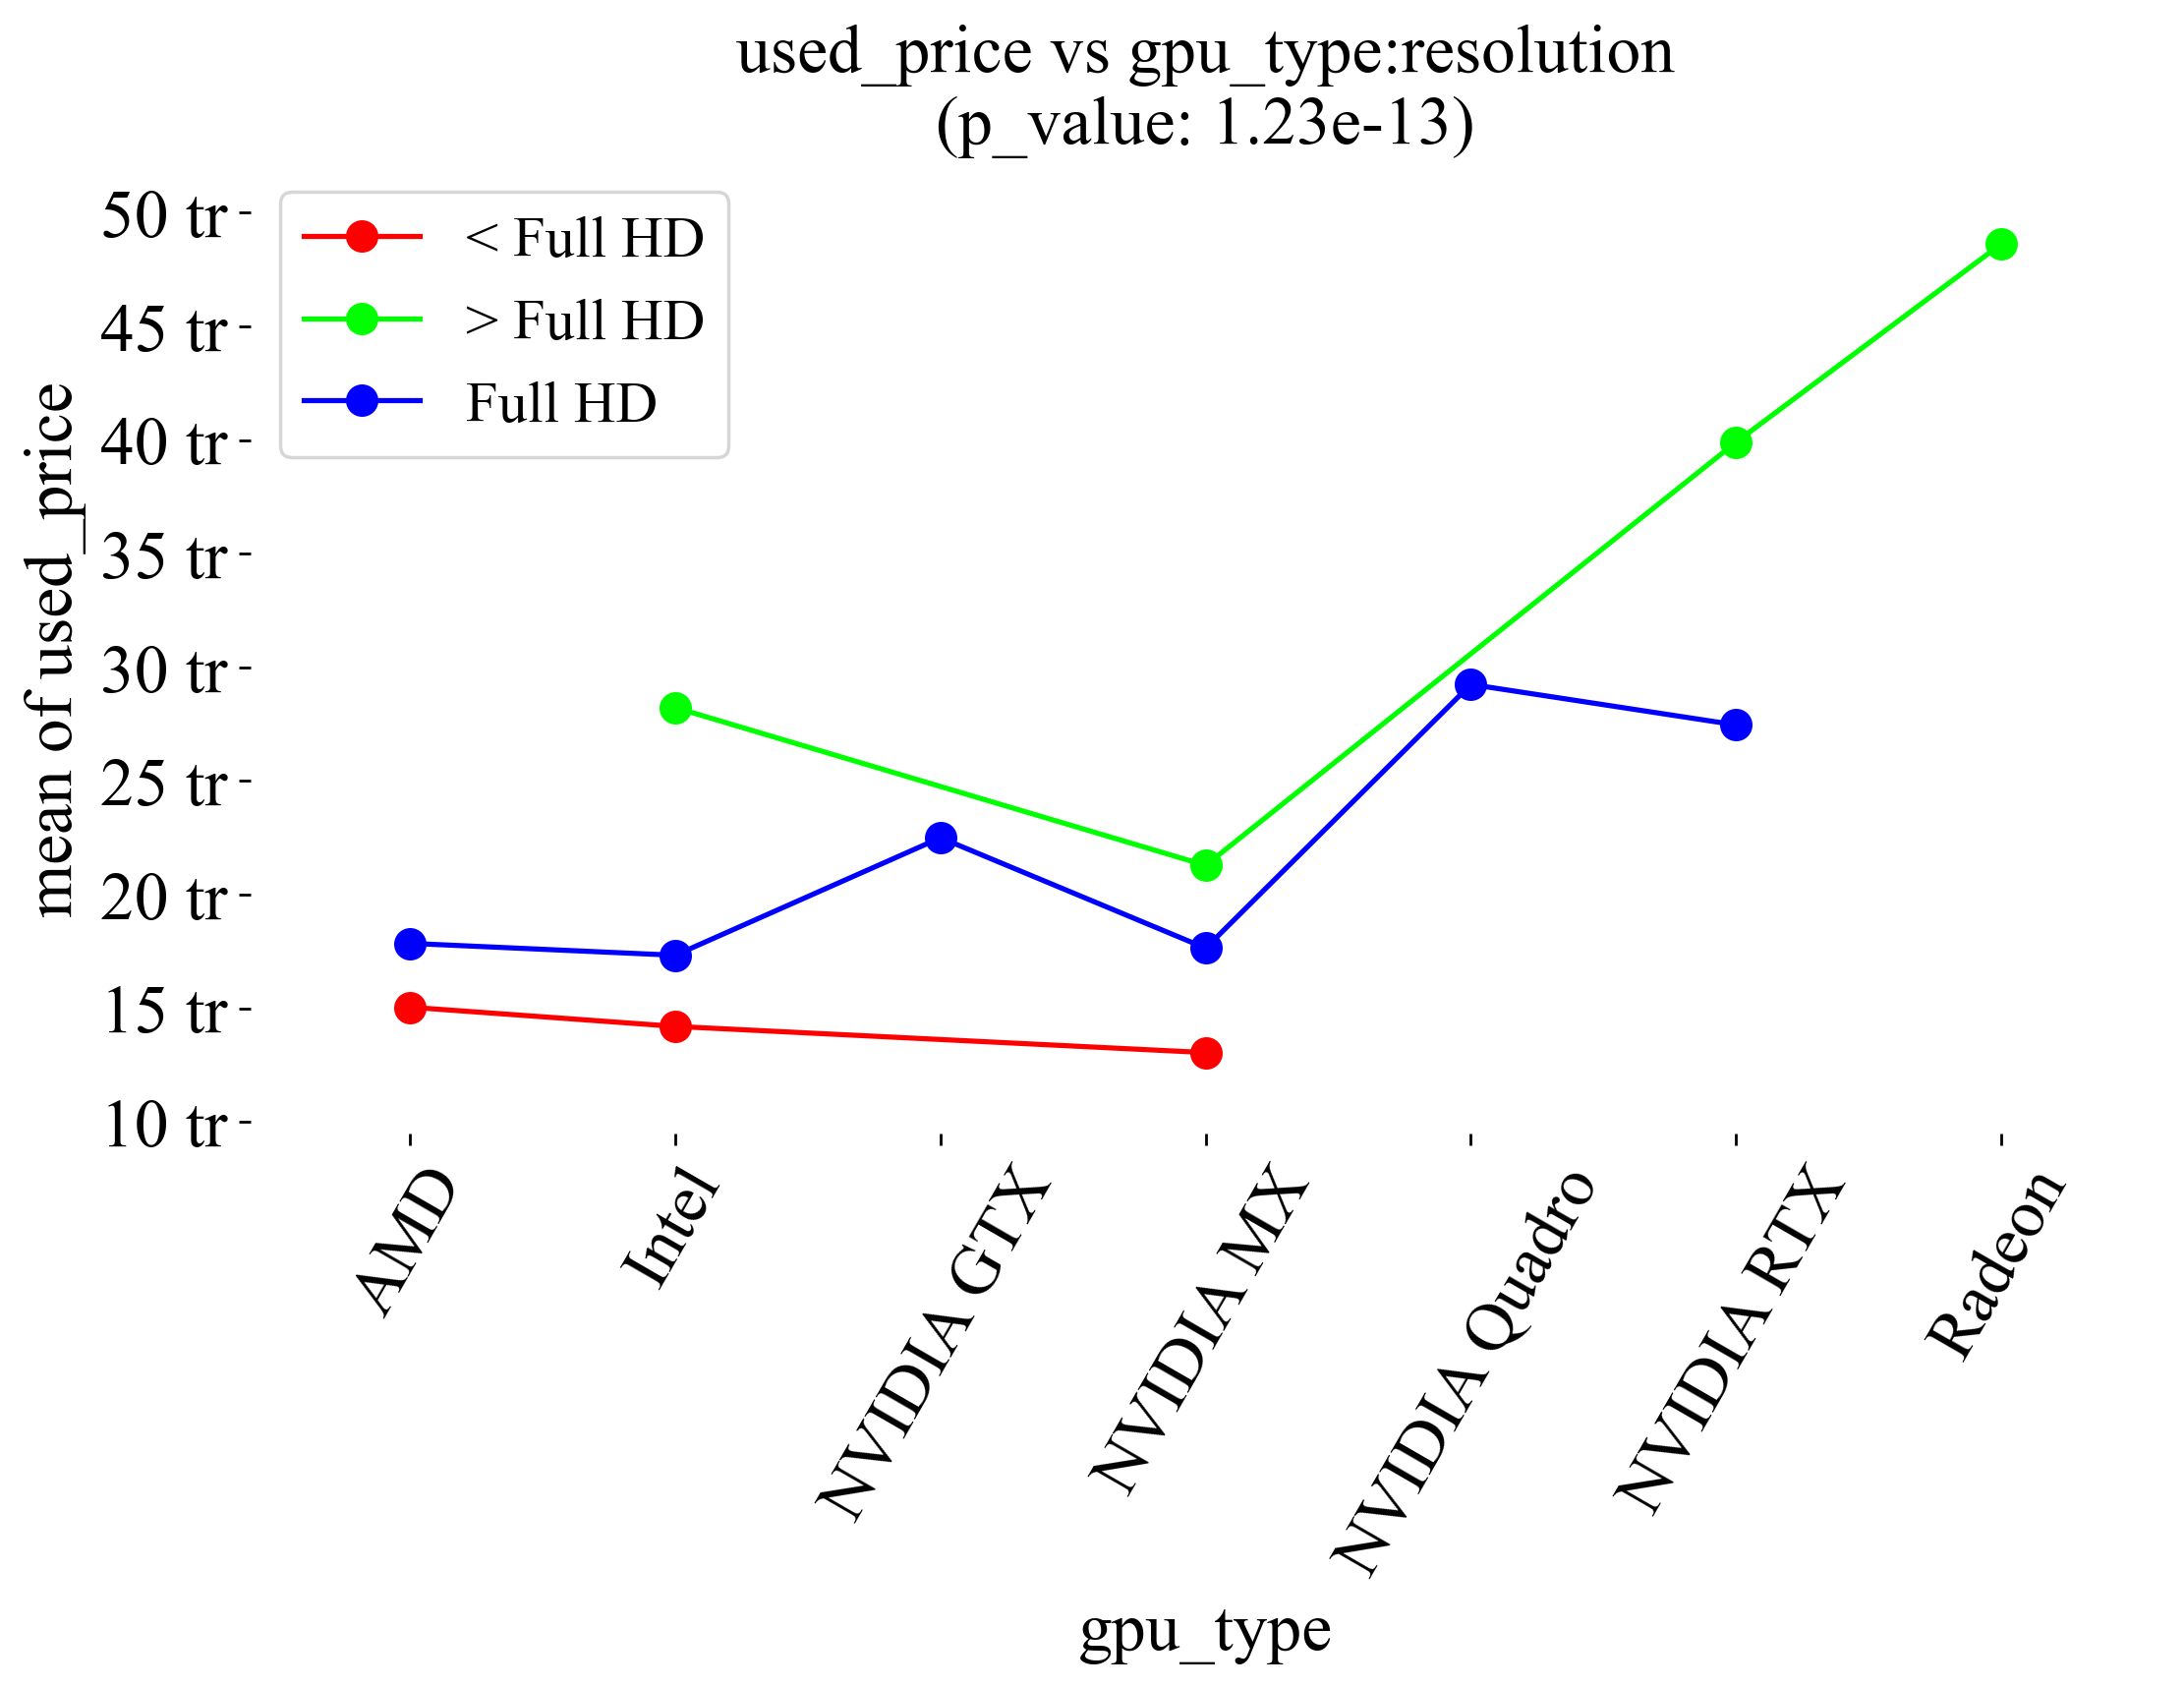 used_price vs gpu_type:resolution
(p_value: 1.23e-13)
< Full HD
> Full HD
Full HD
mean of used_price
50 tr
45 tr
40 tr
35 tr
30 tr
25 tr
20 tr
15 tr
10 tr
AMD
Intel
NVIDIA GTX
NVIDIA MX
NVIDIA Quadro
NVIDIA RTX
Radeon
gpu_type